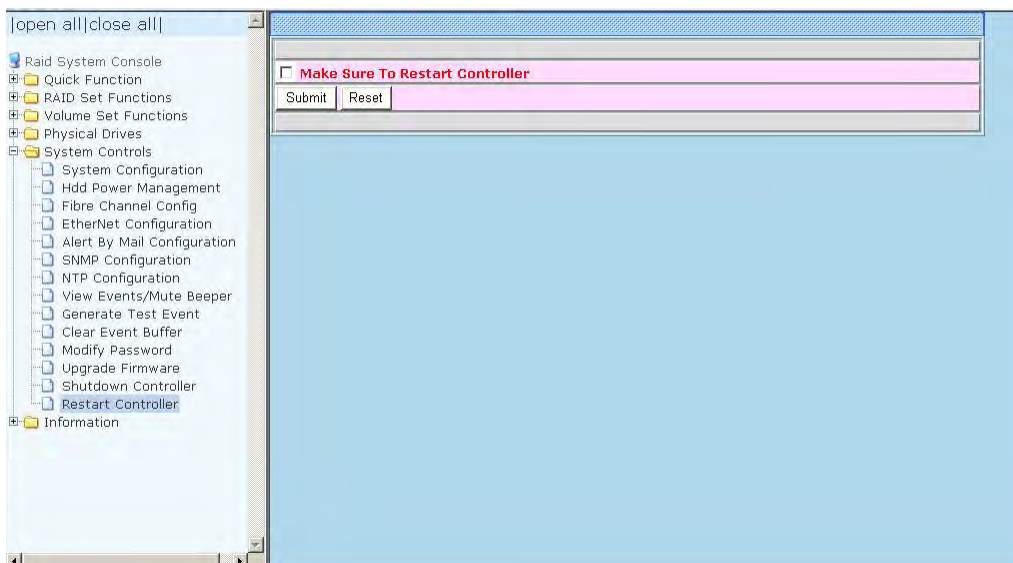 |open all|close all|
Raid System Console
Quick Function
RAID Set Functions
Volume Set Functions
Physical Drives
System Controls
System Configuration
Hdd Power Management
Fibre Channel Config
EtherNet Configuration
Alert By Mail Configuration
SNMP Configuration
NTP Configuration
View Events/Mute Beeper
Generate Test Event
Clear Event Buffer
Modify Password
Upgrade Firmware
Shutdown Controller
Restart Controller
Information
Make Sure To Restart Controller
Submit Reset